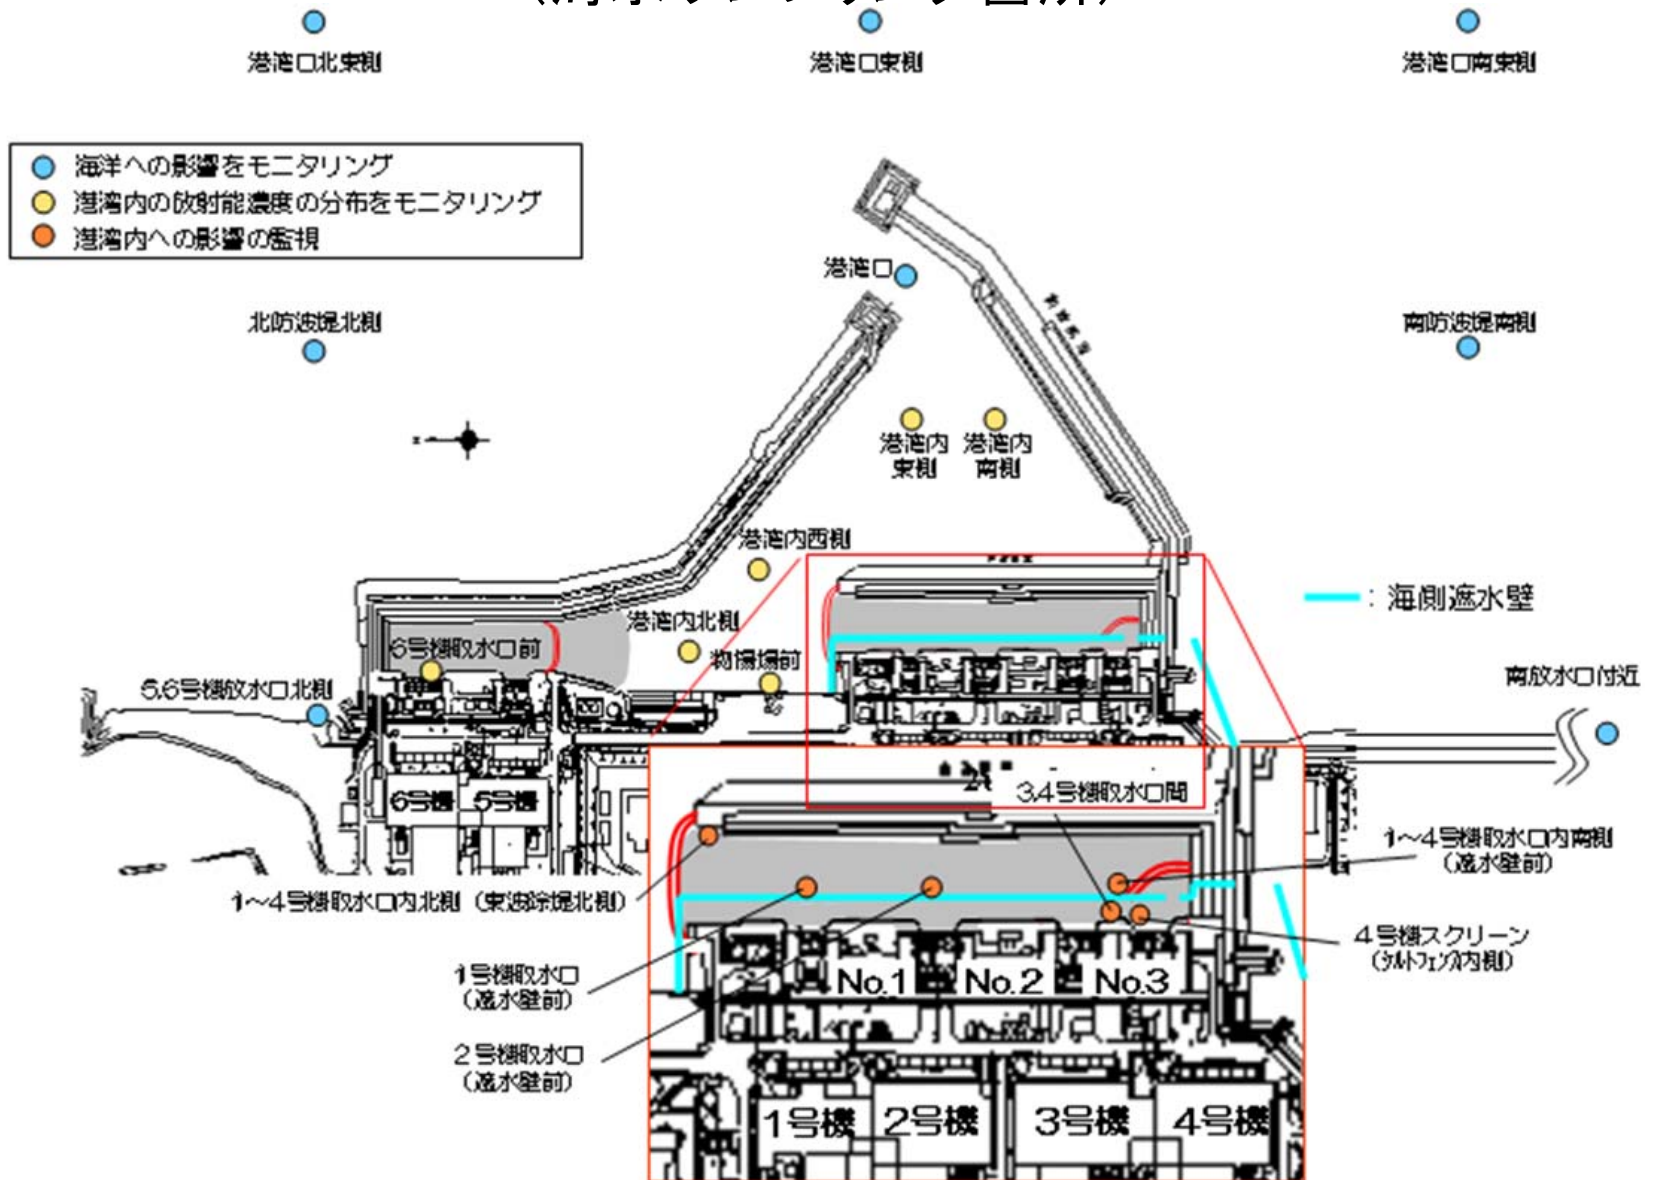 港湾口北東側
港湾口東側
港湾口南東側
海洋への影響をモニタリング
港湾内の放射能濃度の分布をモニタリング
港湾内への影響の監視
港湾口
北防波堤北側
南防波堤南側
港湾内
東側
港湾内
南側
港湾内西側
：海側遮水壁
港湾内北側
6号機取水口前
物揚場前
5,6号機放水口北側
南放水口付近
6号機
5号機
3,4号機取水口間
1～4号機取水口内南側
（遮水壁前）
1～4号機取水口内北側（東波除堤北側）
4号機スクリーン
（シルトフェンス内側）
1号機取水口
（遮水壁前）
No.1
No.2
No.3
2号機取水口
（遮水壁前）
1号機
2号機
3号機
4号機